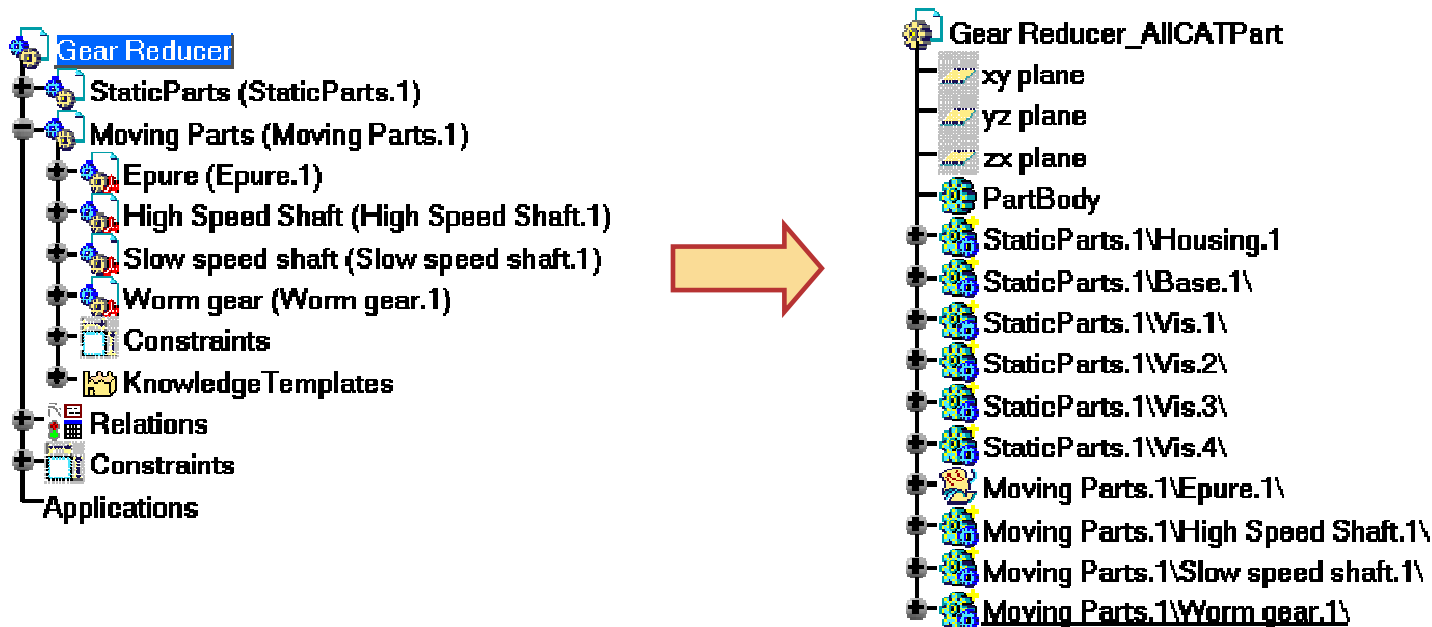 Gear Reducer
StaticParts (StaticParts.1)
Moving Parts (Moving Parts.1)
Epure (Epure.1)
High Speed Shaft (High Speed Shaft.1)
Slow speed shaft (Slow speed shaft.1)
Worm gear (Worm gear.1)
Constraints
KnowledgeTemplates
Relations
Constraints
Applications
Gear Reducer_AllCATPart
xy plane
yz plane
zx plane
PartBody
StaticParts.1\Housing.1
StaticParts.1\Base.1\
StaticParts.1\Vis.1\
StaticParts.1\Vis.2\
StaticParts.1\Vis.3\
StaticParts.1\Vis.4\
Moving Parts.1\Epure.1\
Moving Parts.1\High Speed Shaft.1\
Moving Parts.1\Slow speed shaft.1\
Moving Parts.1\Worm gear.1\